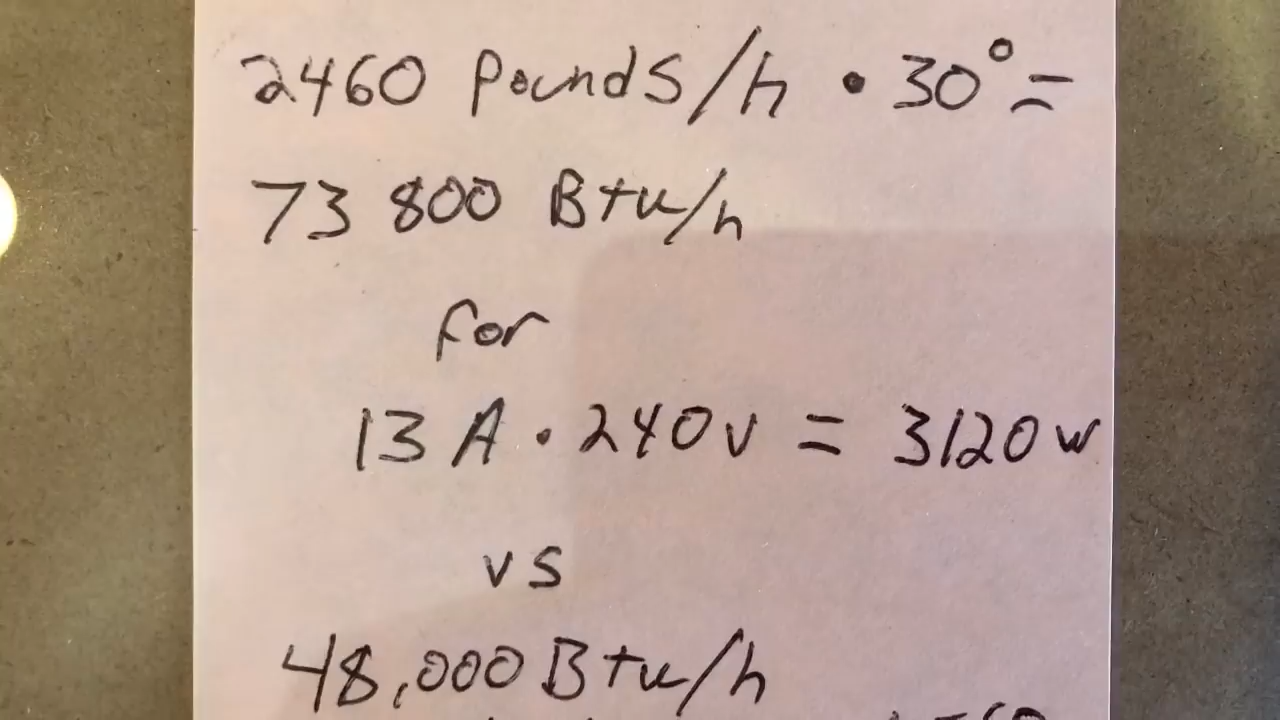 2460 Pounds/h • 30° =
73 800 Btu/h
for
13 A • 240v = 3120w
vs
48,000 Btu/h